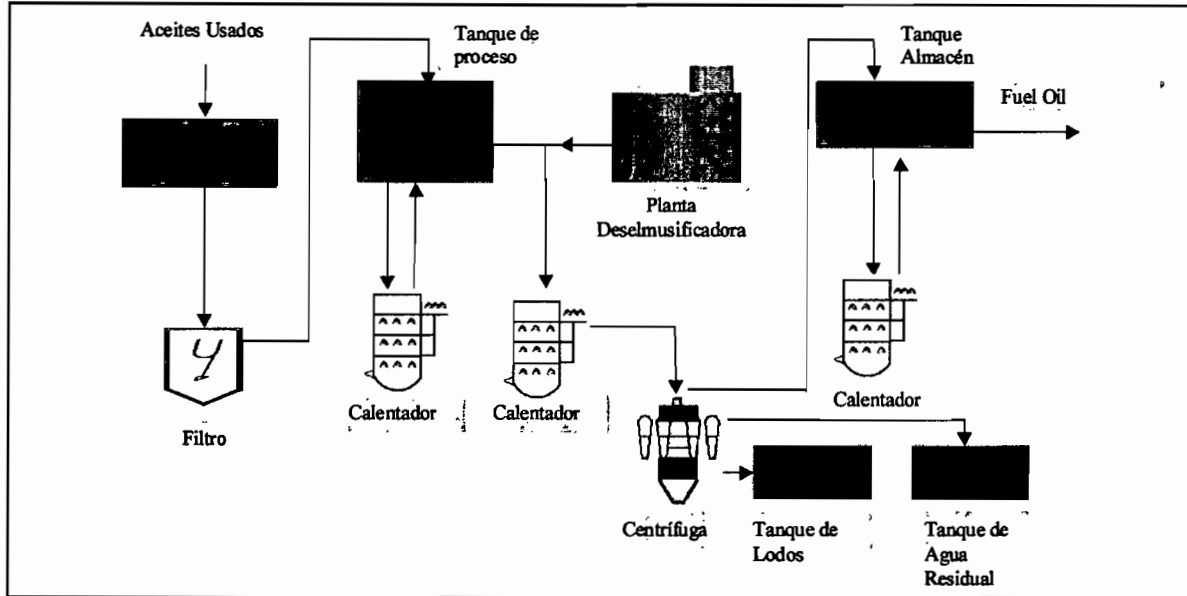 Aceites Usados
Tanque de
proceso
Tanque
Almacén
Fuel Oil
Planta
Deselmusificadora
Calentador
Calentador
Calentador
Filtro
Centrífuga
Tanque de
Lodos
Tanque de
Agua
Residual